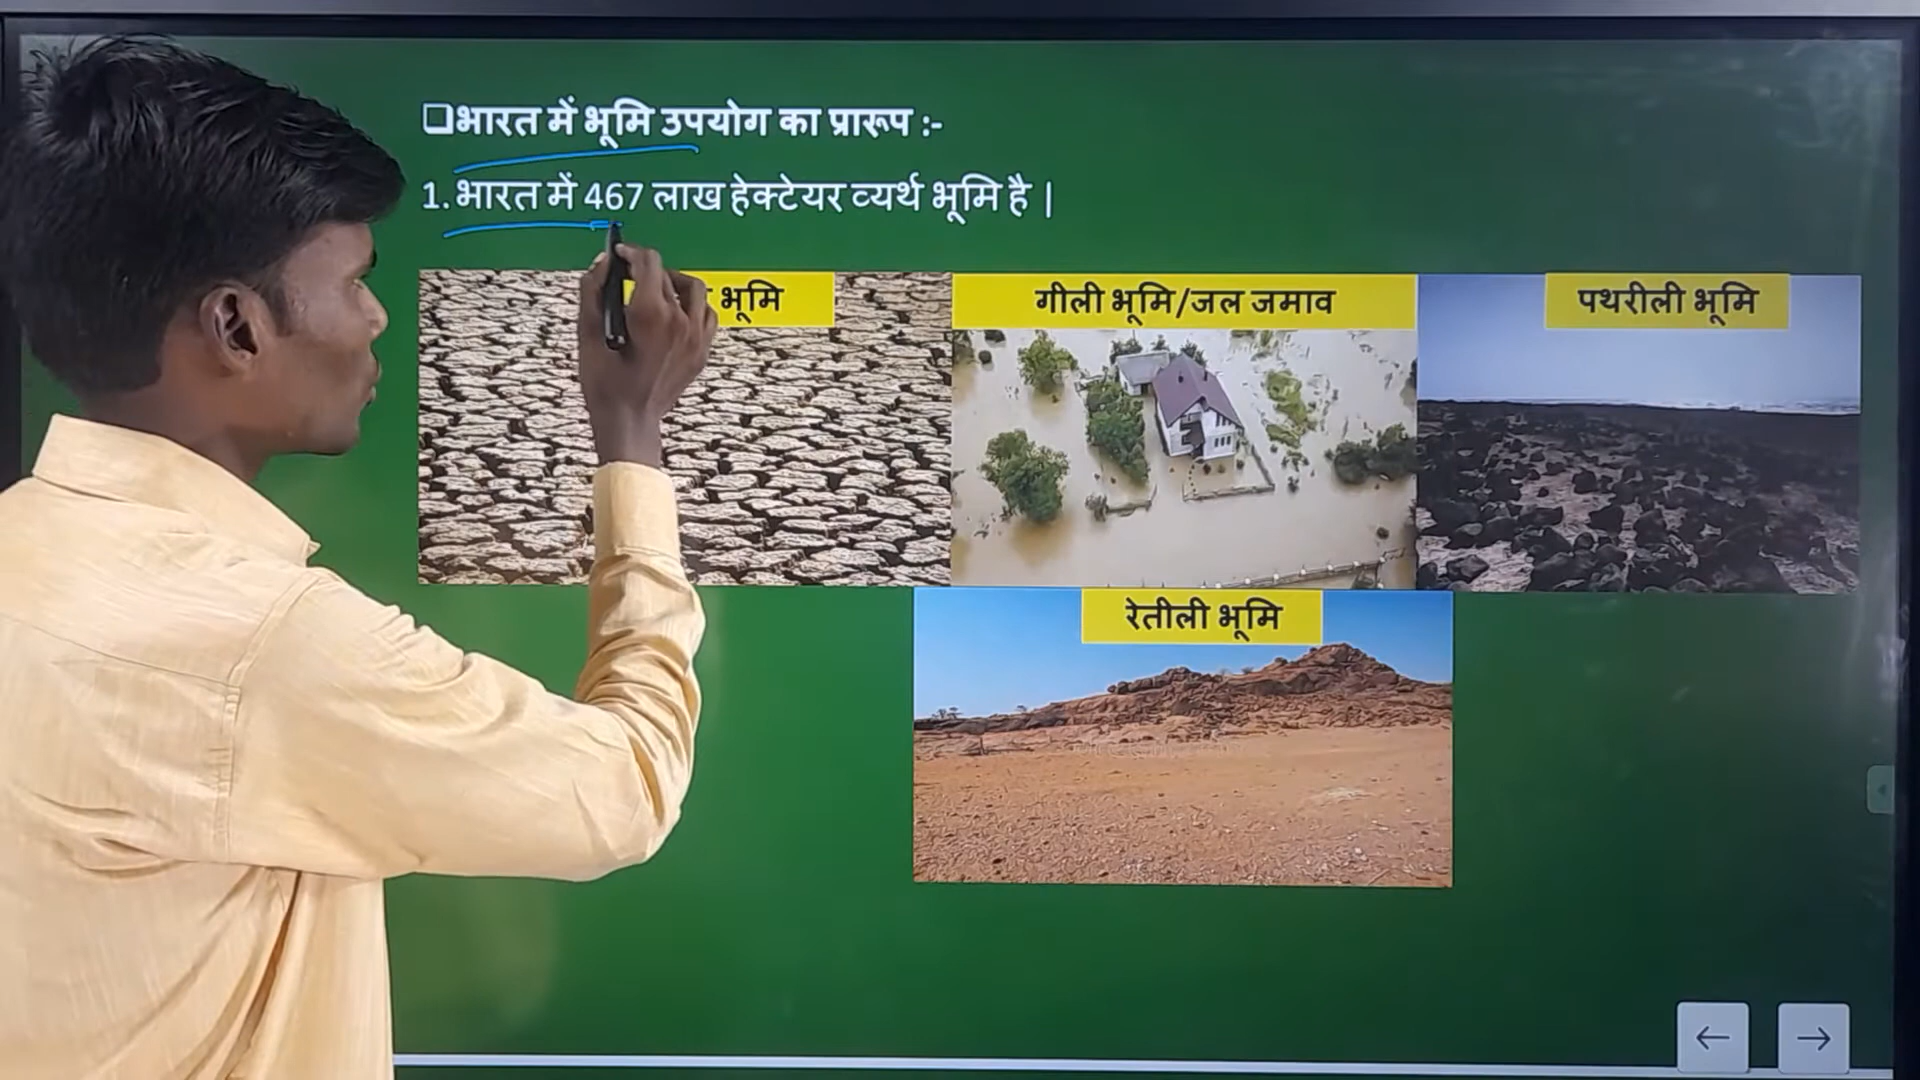 ❑भारत में भूमि उपयोग का प्रारूप :-
1. भारत में 467 लाख हेक्टेयर व्यर्थ भूमि है |
भूमि
गीली भूमि/जल जमाव
पथरीली भूमि
रेतीली भूमि